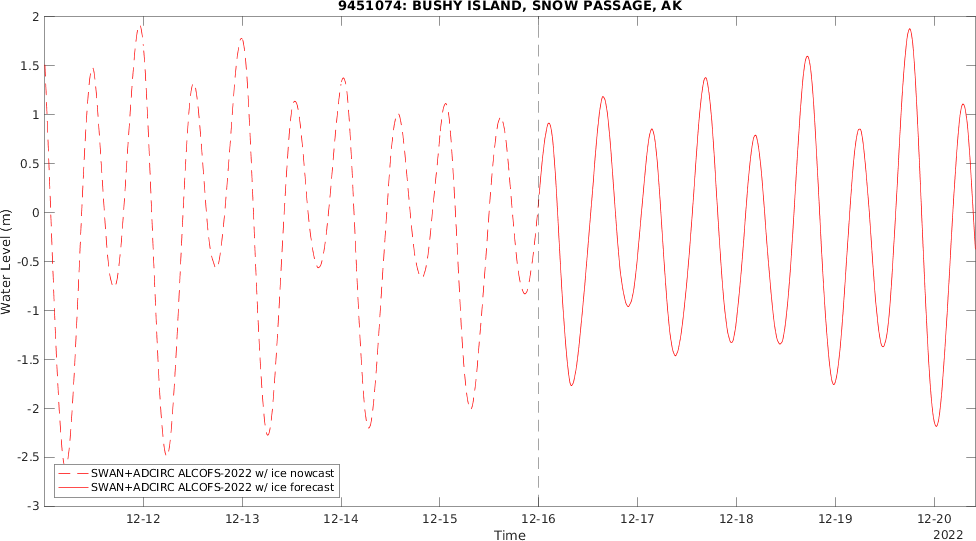 9451074: BUSHY ISLAND, SNOW PASSAGE, AK
2
1.5
1
0.5
0
-0.5
-1
-1.5
-2
-2.5
-3
Water Level (m)
SWAN+ADCIRC ALCOFS-2022 w/ ice nowcast
SWAN+ADCIRC ALCOFS-2022 w/ ice forecast
12-12 12-13 12-14 12-15 12-16 12-17 12-18 12-19 12-20
Time 2022